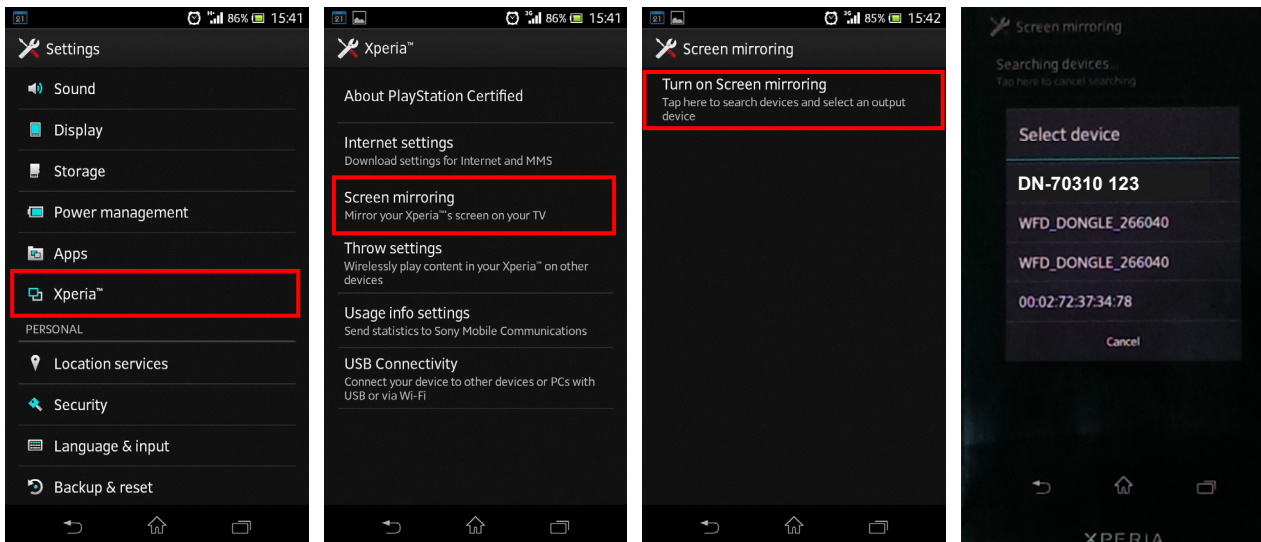 21
H+ 86% 15:41
Settings
Sound
Display
Storage
Power management
Apps
Xperia™
PERSONAL
Location services
Security
Language & input
Backup & reset
21
3G 86% 15:41
Xperia™
About PlayStation Certified
Internet settings
Download settings for Internet and MMS
Screen mirroring
Mirror your Xperia™'s screen on your TV
Throw settings
Wirelessly play content in your Xperia™ on other
devices
Usage info settings
Send statistics to Sony Mobile Communications
USB Connectivity
Connect your device to other devices or PCs with
USB or via Wi-Fi
21
3G 85% 15:42
Screen mirroring
Turn on Screen mirroring
Tap here to search devices and select an output
device
Screen mirroring
Searching devices...
Tap here to cancel searching
Select device
DN-70310 123
WFD_DONGLE_266040
WFD_DONGLE_266040
00:02:72:37:34:78
Cancel
XPERIA